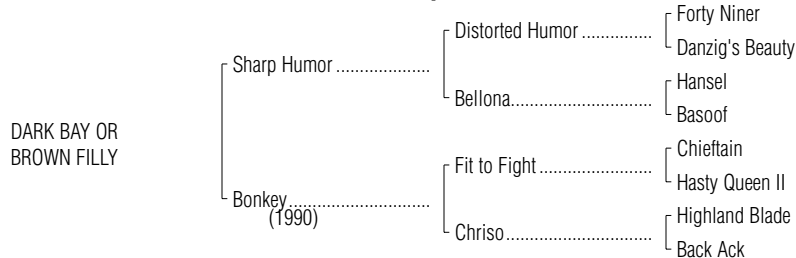 Forty Niner
Distorted Humor ...............
Danzig's Beauty
Sharp Humor ....................
Hansel
Bellona..............................
Basoof
DARK BAY OR
BROWN FILLY
Chieftain
Fit to Fight ........................
Hasty Queen II
Bonkey..............................
(1990)
Highland Blade
Chriso...............................
Back Ack